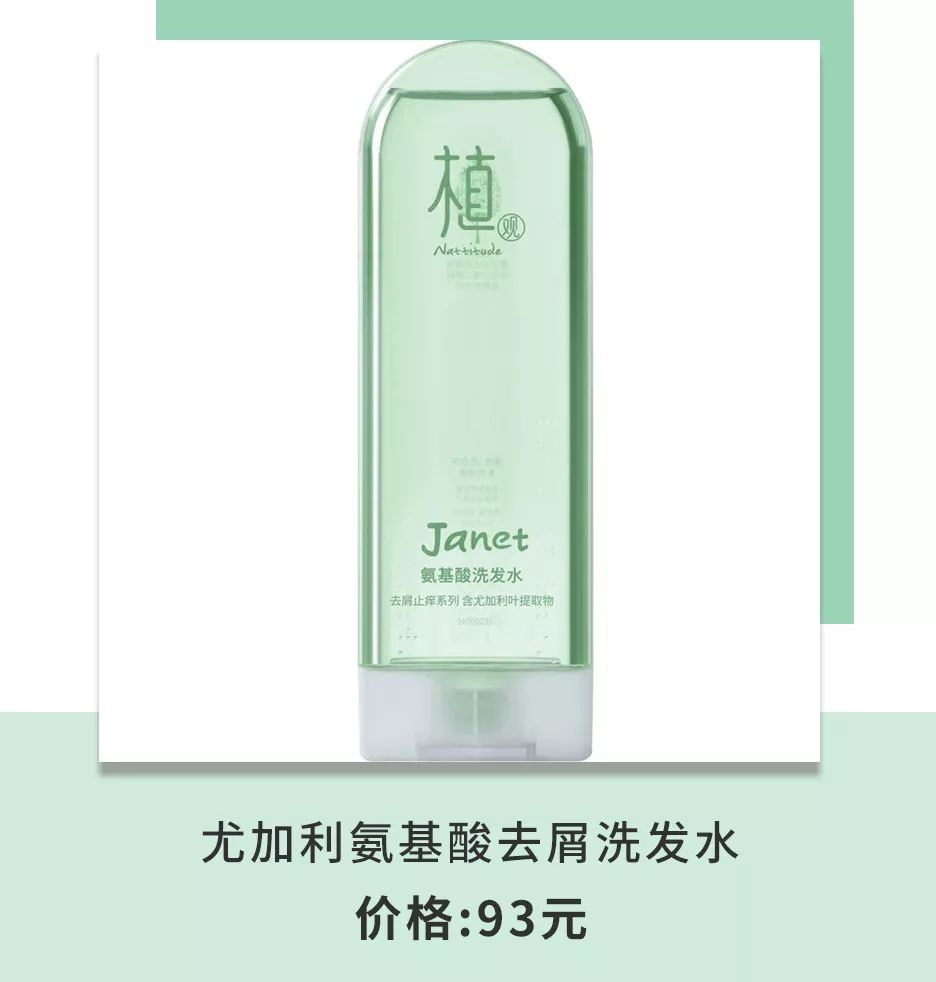 植
观
Nattitude
Janet
氨基酸洗发水
去屑止痒系列 含尤加利叶提取物
尤加利氨基酸去屑洗发水
价格:93元